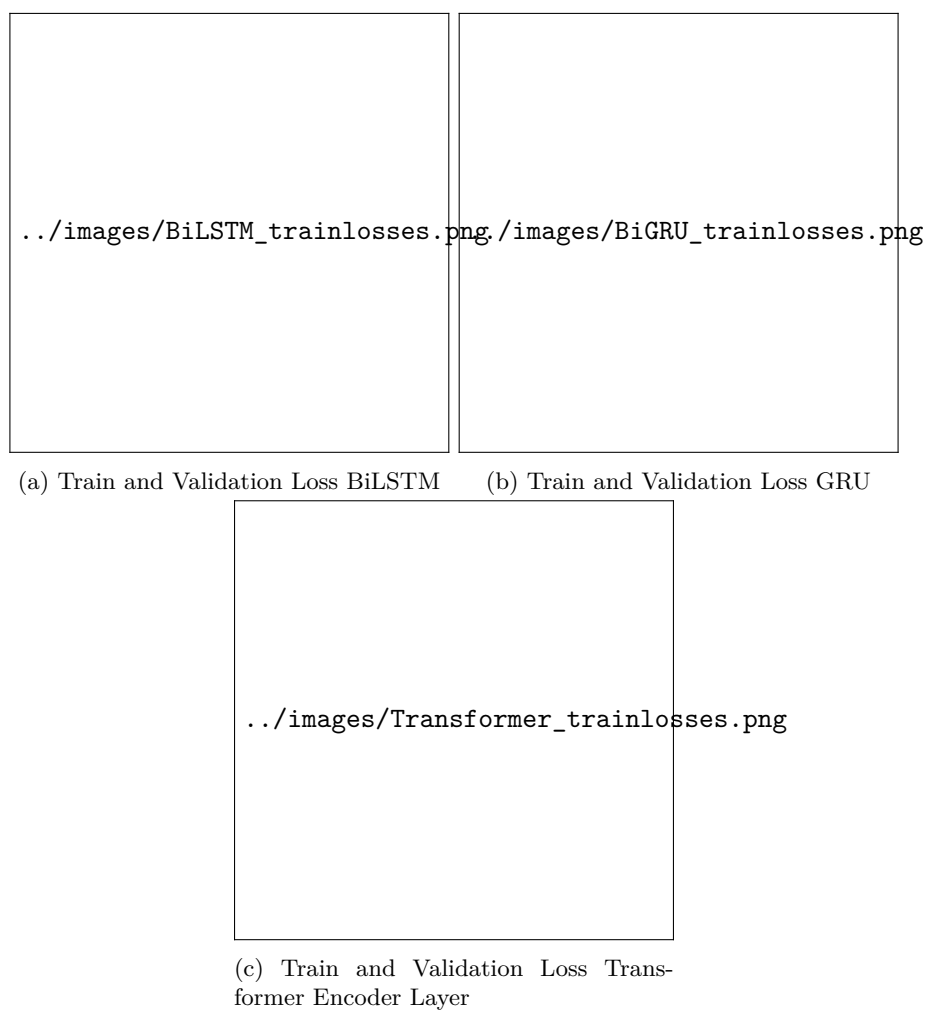 ../images/BiLSTM_trainlosses.png
../images/BiGRU_trainlosses.png
(a) Train and Validation Loss BiLSTM
(b) Train and Validation Loss GRU
../images/Transformer_trainlosses.png
(c) Train and Validation Loss Trans-
former Encoder Layer